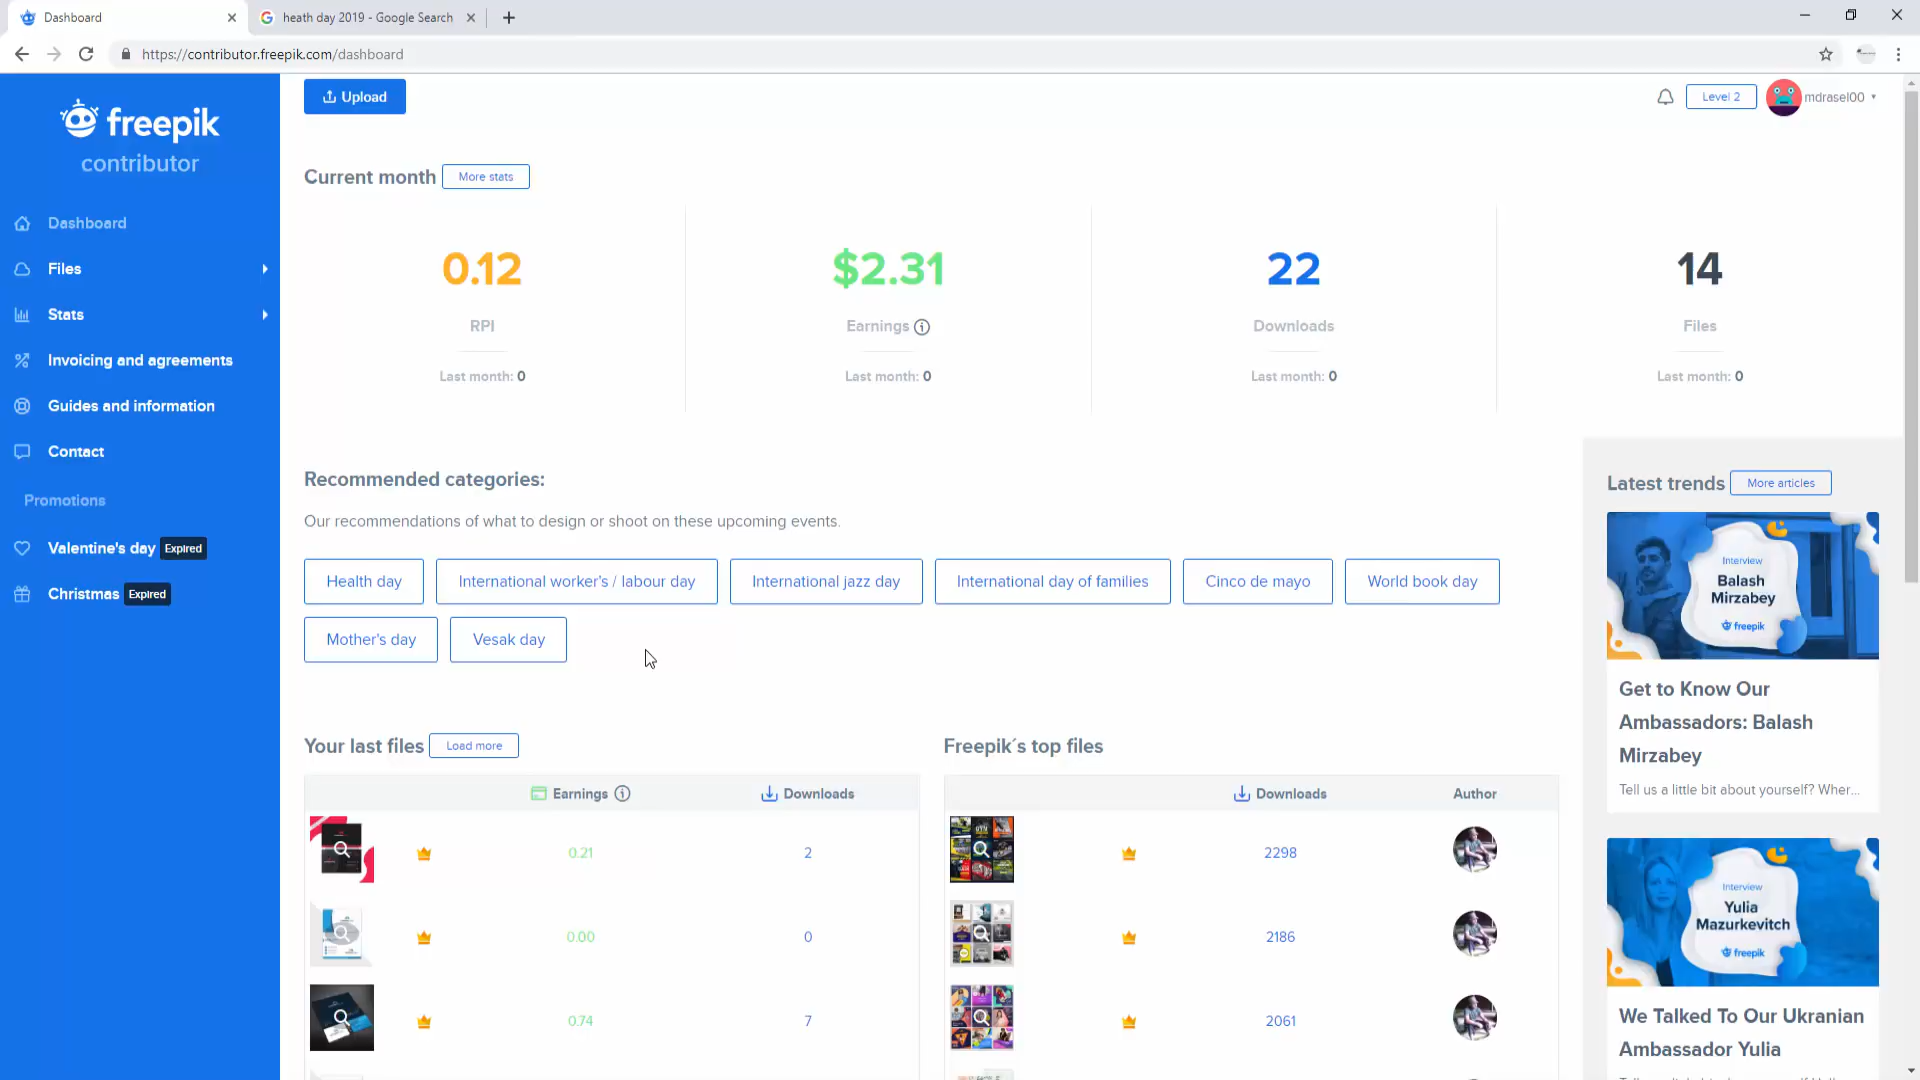 Dashboard
heath day 2019 - Google Search
https://contributor.freepik.com/dashboard
freepik
contributor
Dashboard
Files
Stats
Invoicing and agreements
Guides and information
Contact
Promotions
Valentine's day Expired
Christmas Expired
Upload
Level 2
mdrasel00
Current month More stats
0.12
RPI
Last month: 0
$2.31
Earnings
Last month: 0
22
Downloads
Last month: 0
14
Files
Last month: 0
Recommended categories:
Our recommendations of what to design or shoot on these upcoming events.
Health day
International worker's / labour day
International jazz day
International day of families
Cinco de mayo
World book day
Mother's day
Vesak day
Your last files Load more
Earnings Downloads
0.21 2
0.00 0
0.74 7
Freepik´s top files
Downloads Author
2298
2186
2061
Latest trends More articles
Interview
Balash
Mirzabey
freepik
Get to Know Our
Ambassadors: Balash
Mirzabey
Tell us a little bit about yourself? Wher...
Interview
Yulia
Mazurkevitch
freepik
We Talked To Our Ukranian
Ambassador Yulia